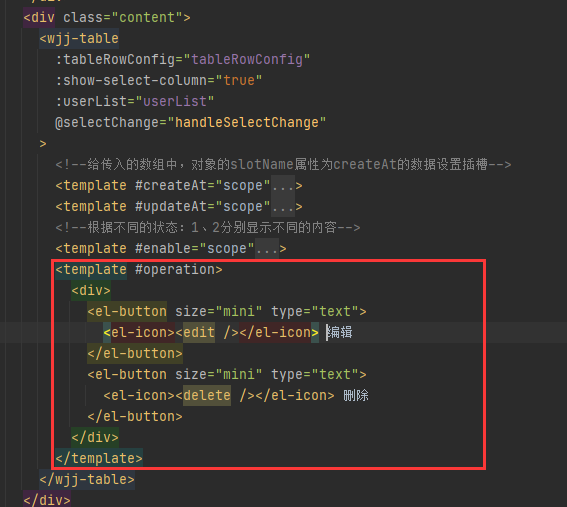 </div>
<div class="content">
<wjj-table
:tableRowConfig="tableRowConfig"
:show-select-column="true"
:userList="userList"
@selectChange="handleSelectChange"
>
<!--给传入的数组中，对象的slotName属性为createAt的数据设置插槽-->
<template #createAt="scope"...>
<template #updateAt="scope"...>
<!--根据不同的状态：1、2分别显示不同的内容-->
<template #enable="scope"...>
<template #operation>
<div>
<el-button size="mini" type="text">
<el-icon><edit /></el-icon> 编辑
</el-button>
<el-button size="mini" type="text">
<el-icon><delete /></el-icon> 删除
</el-button>
</div>
</template>
</wjj-table>
</div>